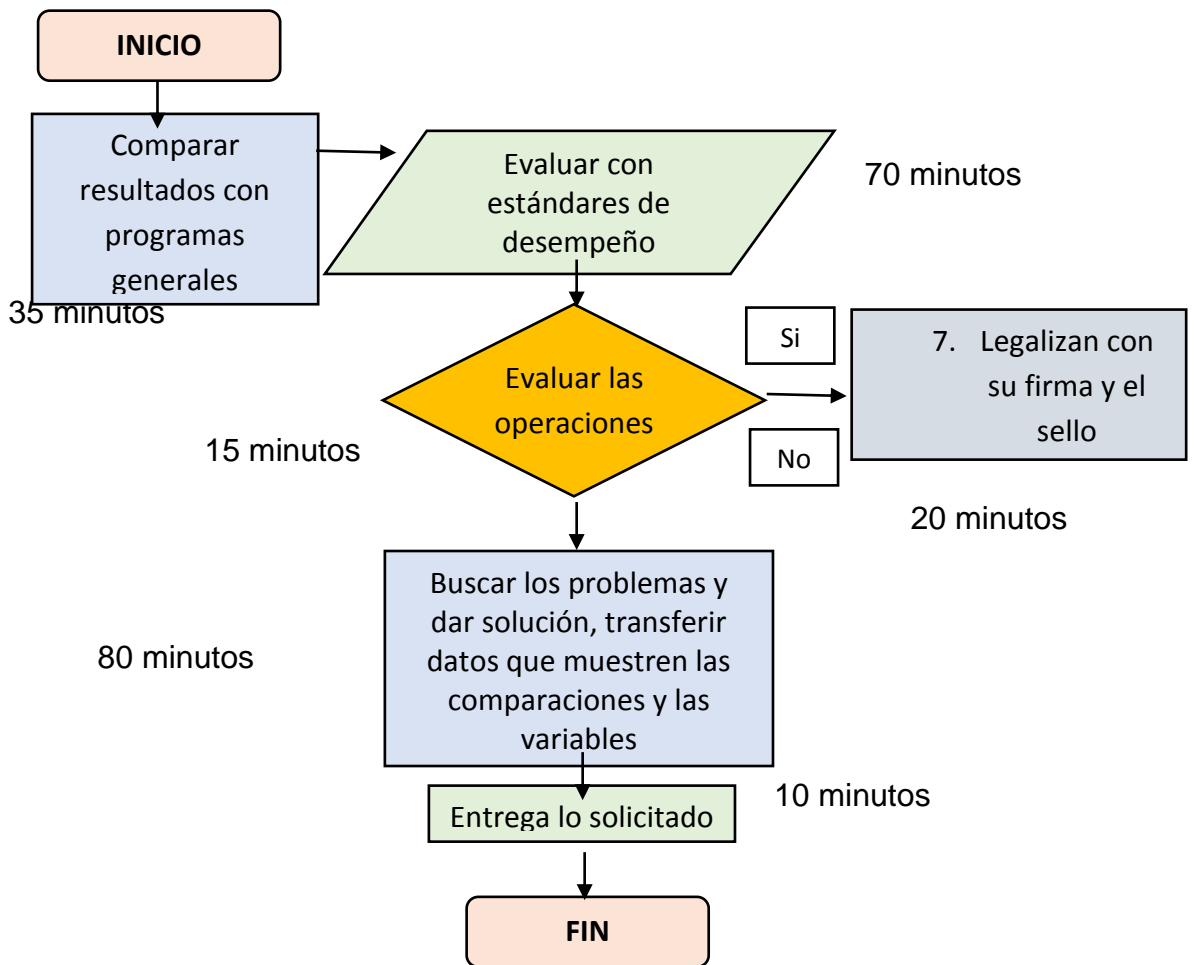 INICIO
Comparar
resultados con
programas
generales
35 minutos
Evaluar con
estándares de
desempeño
70 minutos
Evaluar las
operaciones
15 minutos
Si
No
7. Legalizan con
su firma y el
sello
20 minutos
Buscar los problemas y
dar solución, transferir
datos que muestren las
comparaciones y las
variables
80 minutos
Entrega lo solicitado
10 minutos
FIN